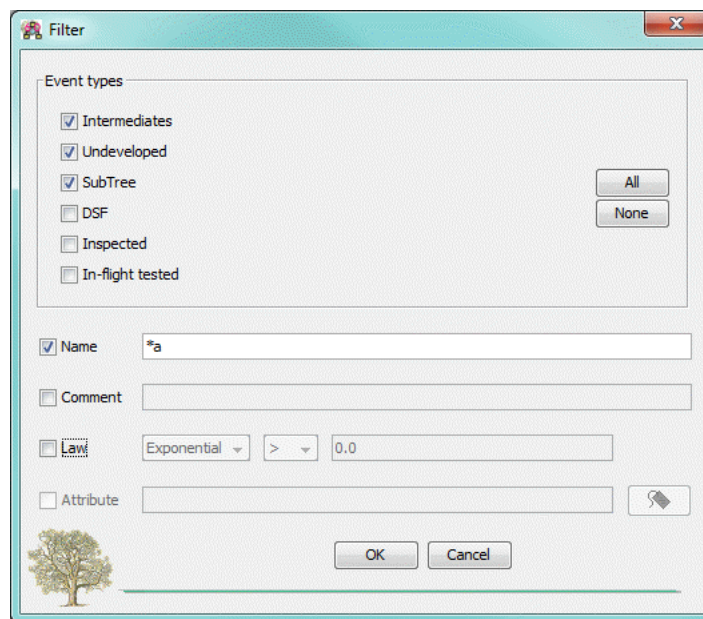 Filter
Event types
Intermediates
Undeveloped
SubTree
All
DSF
None
Inspected
In-flight tested
Name *a
Comment
Law Exponential > 0.0
Attribute
OK Cancel